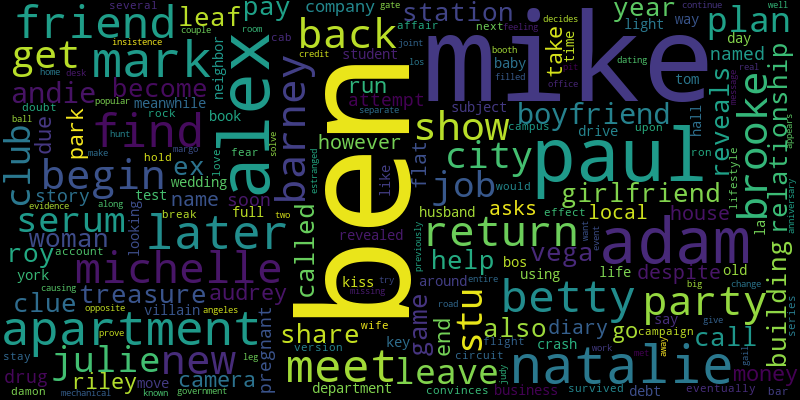 several
gate
friend
mark
leaf
pay
company
affair
station
next
feeling
decides
year
plan
continue
well
couple
room
cab
insistence
get
alex
back
mike
light
way
take
time
day
named
neighbor
credit
student
joint
los
booth
filled
baby
dating
office
tom
real
message
home
desk
andie
become
barney
run
attempt
subject
boyfriend
reveals
relationship
doubt
meanwhile
popular
due
park
rock
book
ball
hunt
find
separate
campus
drive
upon
hall
brooke
club
make
margo
solve
however
show
paul
ron
appears
begin
hold
ex
fear
love
wedding
ben
like
flat
city
job
girlfriend
lifestyle
story
test
name
soon
estranged
husband
would
effect
evidence
along
break
full
two
called
asks
local
house
la
anniversary
serum
later
looking
woman
revealed
return
previously
want
event
adam
building
roy
york
account
michelle
audrey
help
vega
bos
despite
old
causing
kiss
try
missing
around
using
life
big
change
clue
treasure
villain
opposite
angeles
pregnant
share
wife
game
entire
stu
betty
party
series
prove
also
diary
go
campaign
say
give
apartment
version
key
end
road
flight
crash
call
julie
new
leg
meet
leave
circuit
work
met
away
gail
stay
riley
camera
natalie
money
drug
move
department
convinces
judy
survived
debt
damon
mechanical
known
government
business
eventually
bar